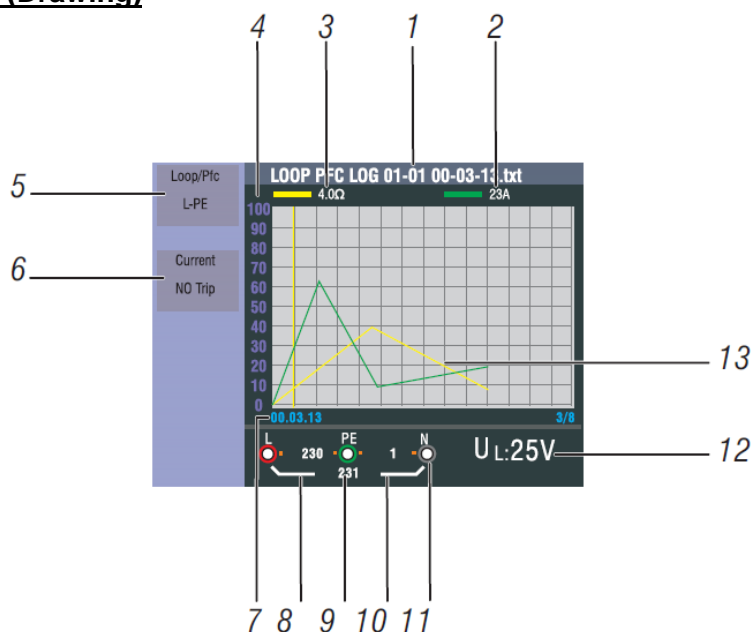 (Drawing)
4 3 1 2
LOOP PFC LOG 01-01 00-03-13.txt
4.0Ω 23A
5
Loop/Pfc
L-PE
6
Current
NO Trip
100
90
80
70
60
50
40
30
20
10
0
13
00.03.13 3/8
L PE N
230 1
231
UL:25V
12
7 8 9 10 11